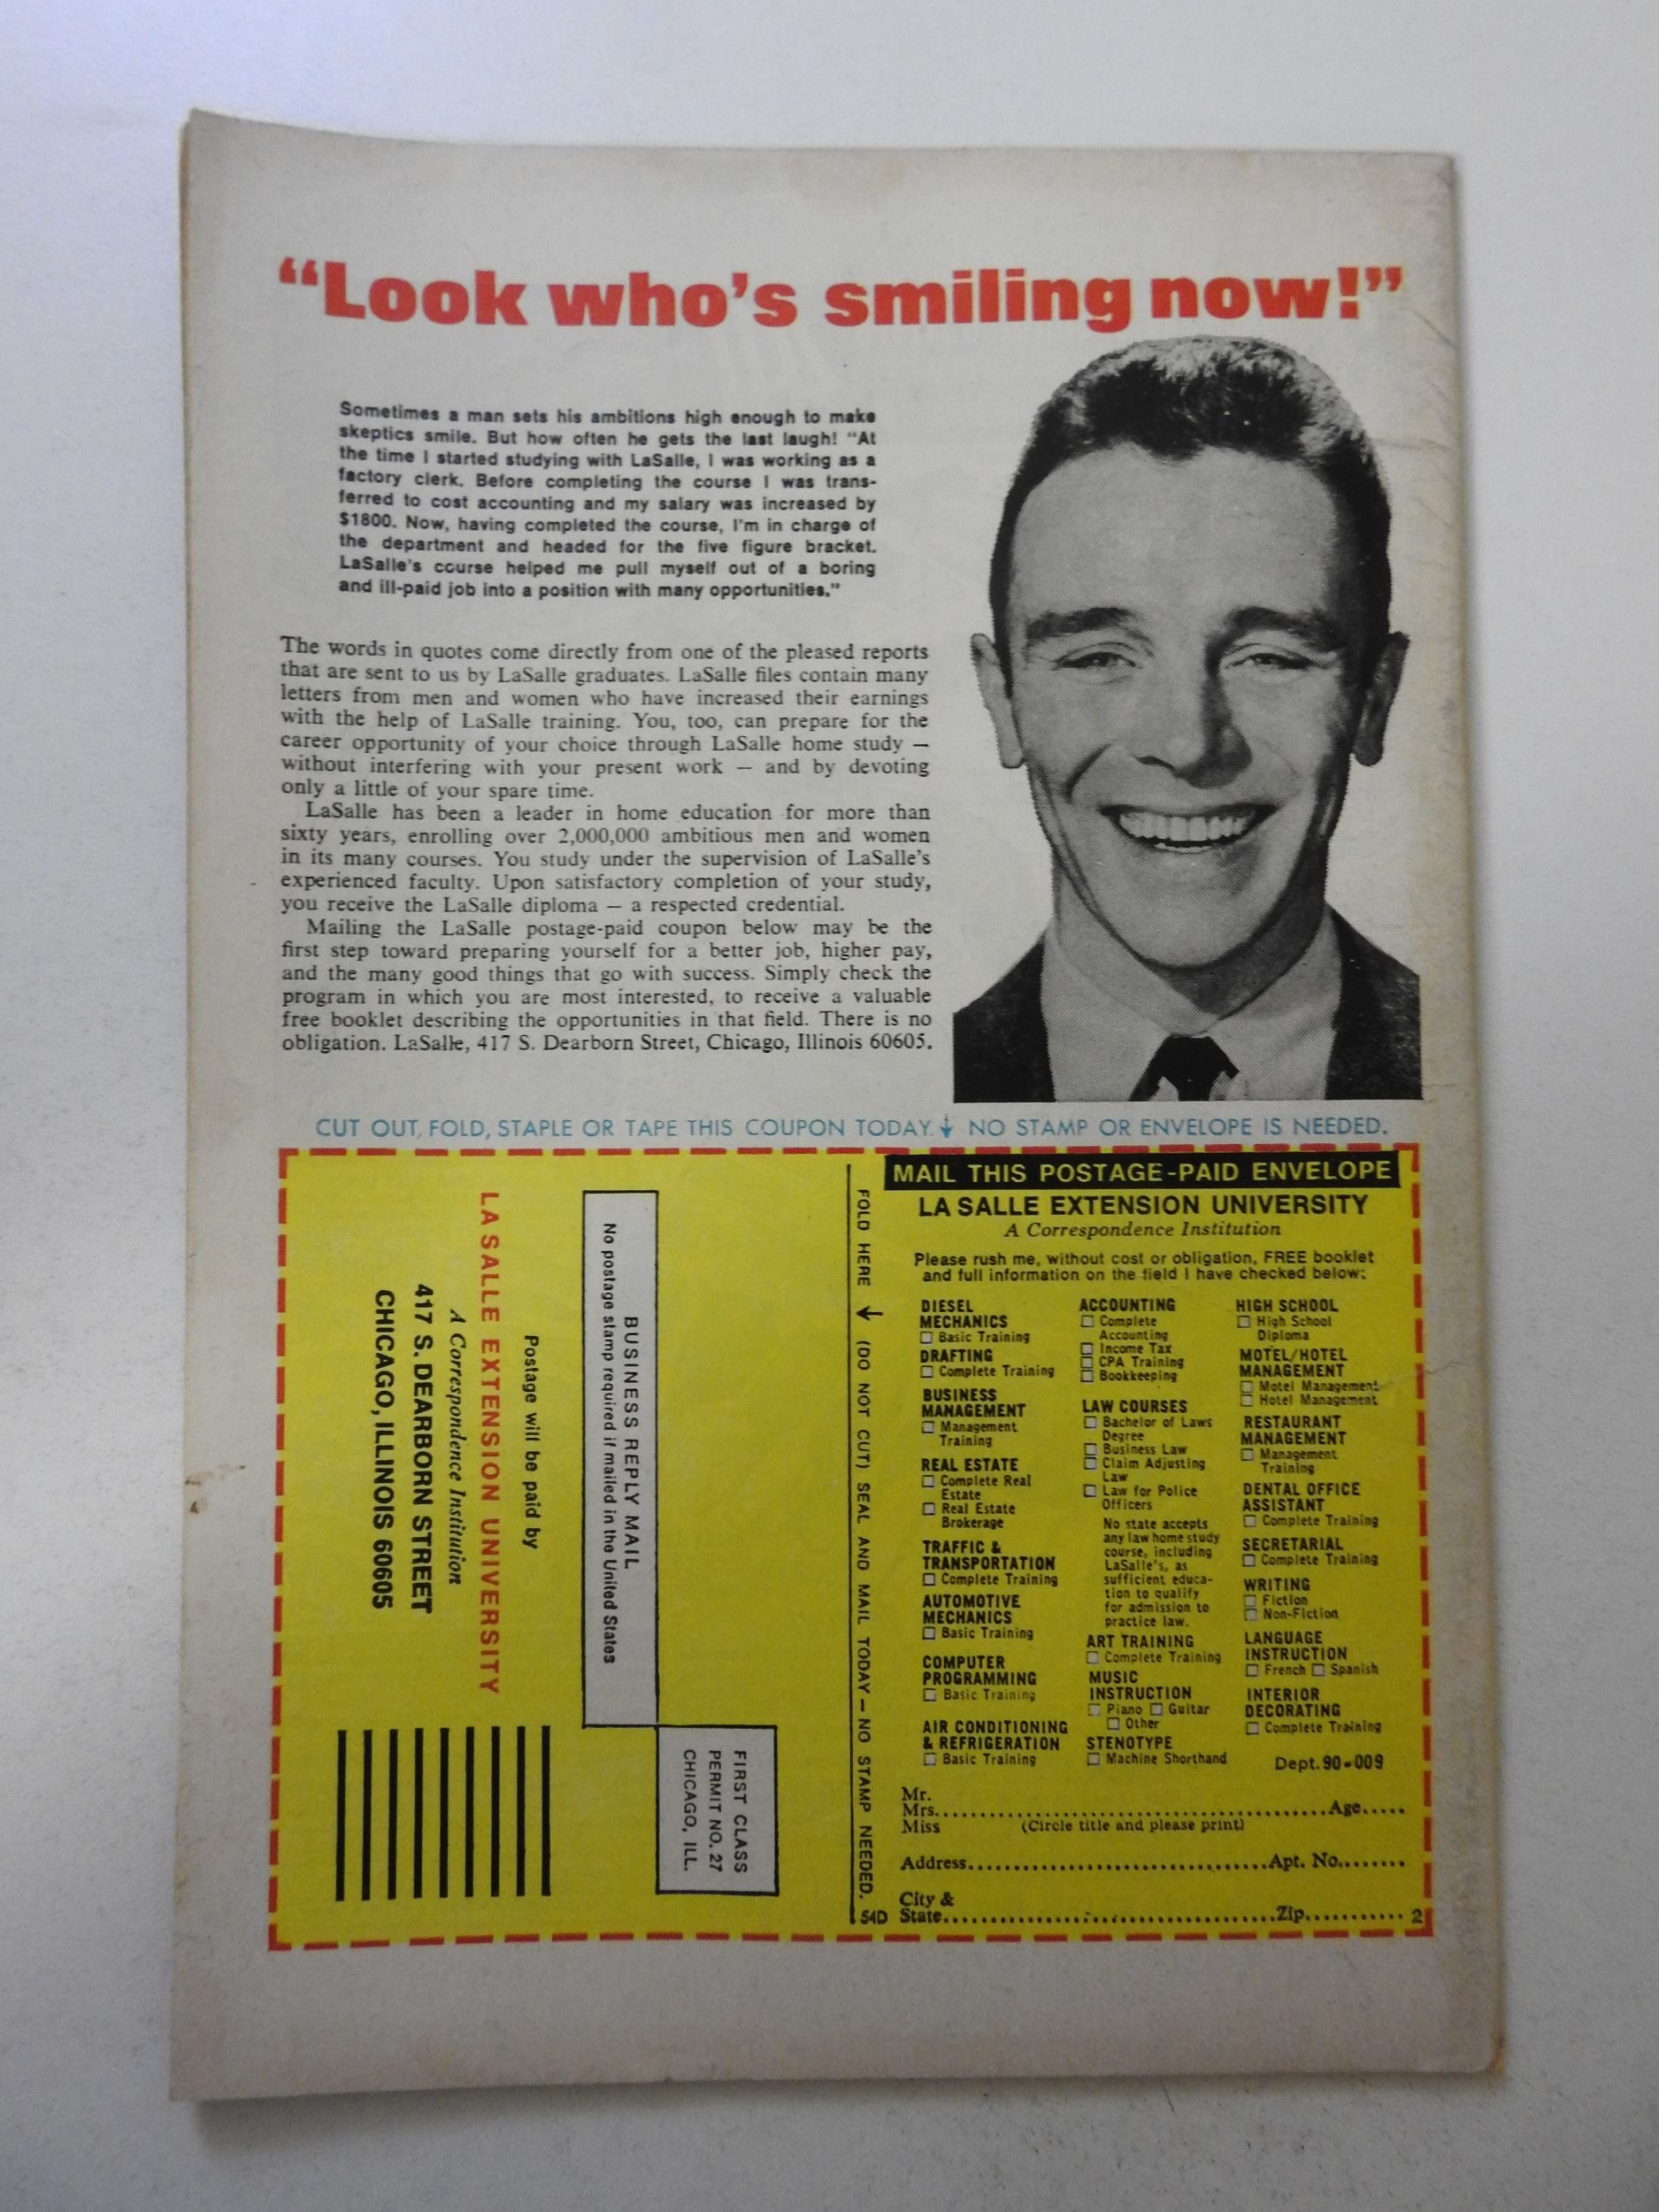 “Look who’s smiling now!”
Sometimes a man sets his ambitions high enough to make
skeptics smile. But how often he gets the last laugh! "At
the time I started studying with LaSalle, I was working as a
factory clerk. Before completing the course I was trans-
ferred to cost accounting and my salary was increased by
$1800. Now, having completed the course, I'm in charge of
the department and headed for the five figure bracket.
LaSalle's course helped me pull myself out of a boring
and ill-paid job into a position with many opportunities."
The words in quotes come directly from one of the pleased reports
that are sent to us by LaSalle graduates. LaSalle files contain many
letters from men and women who have increased their earnings
with the help of LaSalle training. You, too, can prepare for the
career opportunity of your choice through LaSalle home study —
without interfering with your present work — and by devoting
only a little of your spare time.
LaSalle has been a leader in home education for more than
sixty years, enrolling over 2,000,000 ambitious men and women
in its many courses. You study under the supervision of LaSalle's
experienced faculty. Upon satisfactory completion of your study,
you receive the LaSalle diploma — a respected credential.
Mailing the LaSalle postage-paid coupon below may be the
first step toward preparing yourself for a better job, higher pay,
and the many good things that go with success. Simply check the
program in which you are most interested, to receive a valuable
free booklet describing the opportunities in that field. There is no
obligation. LaSalle, 417 S. Dearborn Street, Chicago, Illinois 60605.
CUT OUT, FOLD, STAPLE OR TAPE THIS COUPON TODAY. NO STAMP OR ENVELOPE IS NEEDED.
FIRST CLASS
PERMIT NO. 27
CHICAGO, ILL.
BUSINESS REPLY MAIL
No postage stamp required if mailed in the United States
Postage will be paid by
LA SALLE EXTENSION UNIVERSITY
A Correspondence Institution
417 S. DEARBORN STREET
CHICAGO, ILLINOIS 60605
FOLD HERE (DO NOT CUT) SEAL AND MAIL TODAY — NO STAMP NEEDED.
54D
MAIL THIS POSTAGE-PAID ENVELOPE
LA SALLE EXTENSION UNIVERSITY
A Correspondence Institution
Please rush me, without cost or obligation, FREE booklet
and full information on the field I have checked below:
DIESEL
MECHANICS
Basic Training
DRAFTING
Complete Training
BUSINESS
MANAGEMENT
Management
Training
REAL ESTATE
Complete Real
Estate
Real Estate
Brokerage
TRAFFIC &
TRANSPORTATION
Complete Training
AUTOMOTIVE
MECHANICS
Basic Training
COMPUTER
PROGRAMMING
Basic Training
AIR CONDITIONING
& REFRIGERATION
Basic Training
ACCOUNTING
Complete
Accounting
Income Tax
CPA Training
Bookkeeping
LAW COURSES
Bachelor of Laws
Degree
Business Law
Claim Adjusting
Law
Law for Police
Officers
No state accepts
any law home study
course, including
LaSalle's, as
sufficient educa-
tion to qualify
for admission to
practice law.
ART TRAINING
Complete Training
MUSIC
INSTRUCTION
Piano Guitar
Other
STENOTYPE
Machine Shorthand
HIGH SCHOOL
High School
Diploma
MOTEL/HOTEL
MANAGEMENT
Motel Management
Hotel Management
RESTAURANT
MANAGEMENT
Management
Training
DENTAL OFFICE
ASSISTANT
Complete Training
SECRETARIAL
Complete Training
WRITING
Fiction
Non-Fiction
LANGUAGE
INSTRUCTION
French Spanish
INTERIOR
DECORATING
Complete Training
Dept. 90-009
Mr.
Mrs. Age
Miss (Circle title and please print)
Address Apt. No.
City &
State Zip 2